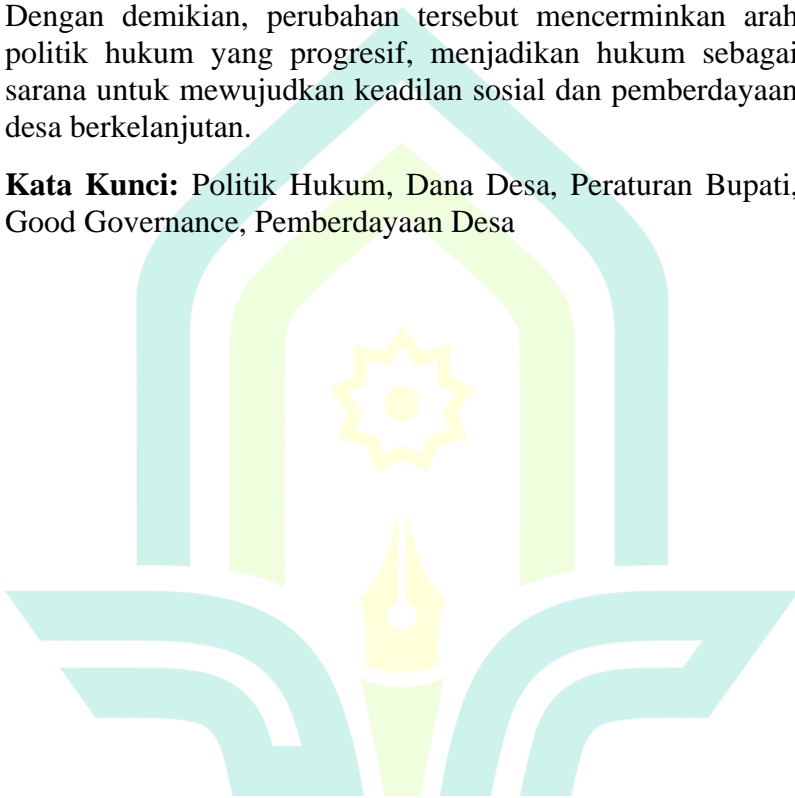 Dengan demikian, perubahan tersebut mencerminkan arah
politik hukum yang progresif, menjadikan hukum sebagai
sarana untuk mewujudkan keadilan sosial dan pemberdayaan
desa berkelanjutan.
Kata Kunci: Politik Hukum, Dana Desa, Peraturan Bupati,
Good Governance, Pemberdayaan Desa